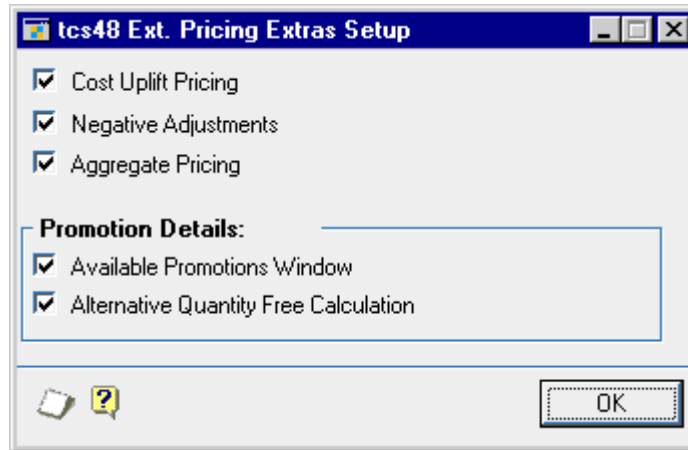 tcs48 Ext. Pricing Extras Setup
Cost Uplift Pricing
Negative Adjustments
Aggregate Pricing
Promotion Details:
Available Promotions Window
Alternative Quantity Free Calculation
OK